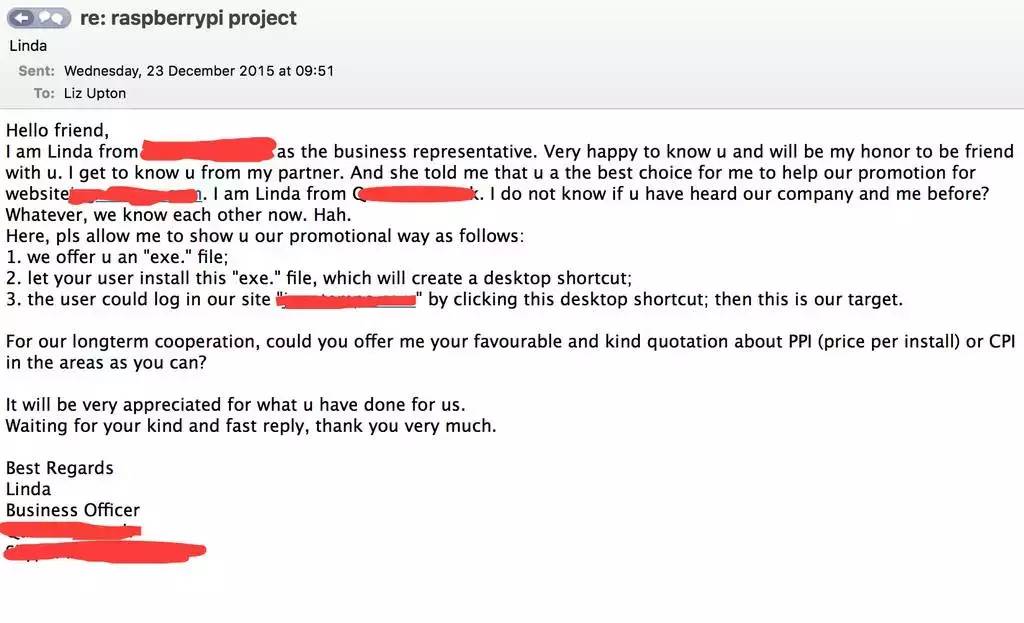 re: raspberrypi project
Linda
Sent: Wednesday, 23 December 2015 at 09:51
To: Liz Upton
Hello friend,
I am Linda from as the business representative. Very happy to know u and will be my honor to be friend
with u. I get to know u from my partner. And she told me that u a the best choice for me to help our promotion for
website . I am Linda from . I do not know if u have heard our company and me before?
Whatever, we know each other now. Hah.
Here, pls allow me to show u our promotional way as follows:
1. we offer u an "exe." file;
2. let your user install this "exe." file, which will create a desktop shortcut;
3. the user could log in our site " " by clicking this desktop shortcut; then this is our target.
For our longterm cooperation, could you offer me your favourable and kind quotation about PPI (price per install) or CPI
in the areas as you can?
It will be very appreciated for what u have done for us.
Waiting for your kind and fast reply, thank you very much.
Best Regards
Linda
Business Officer